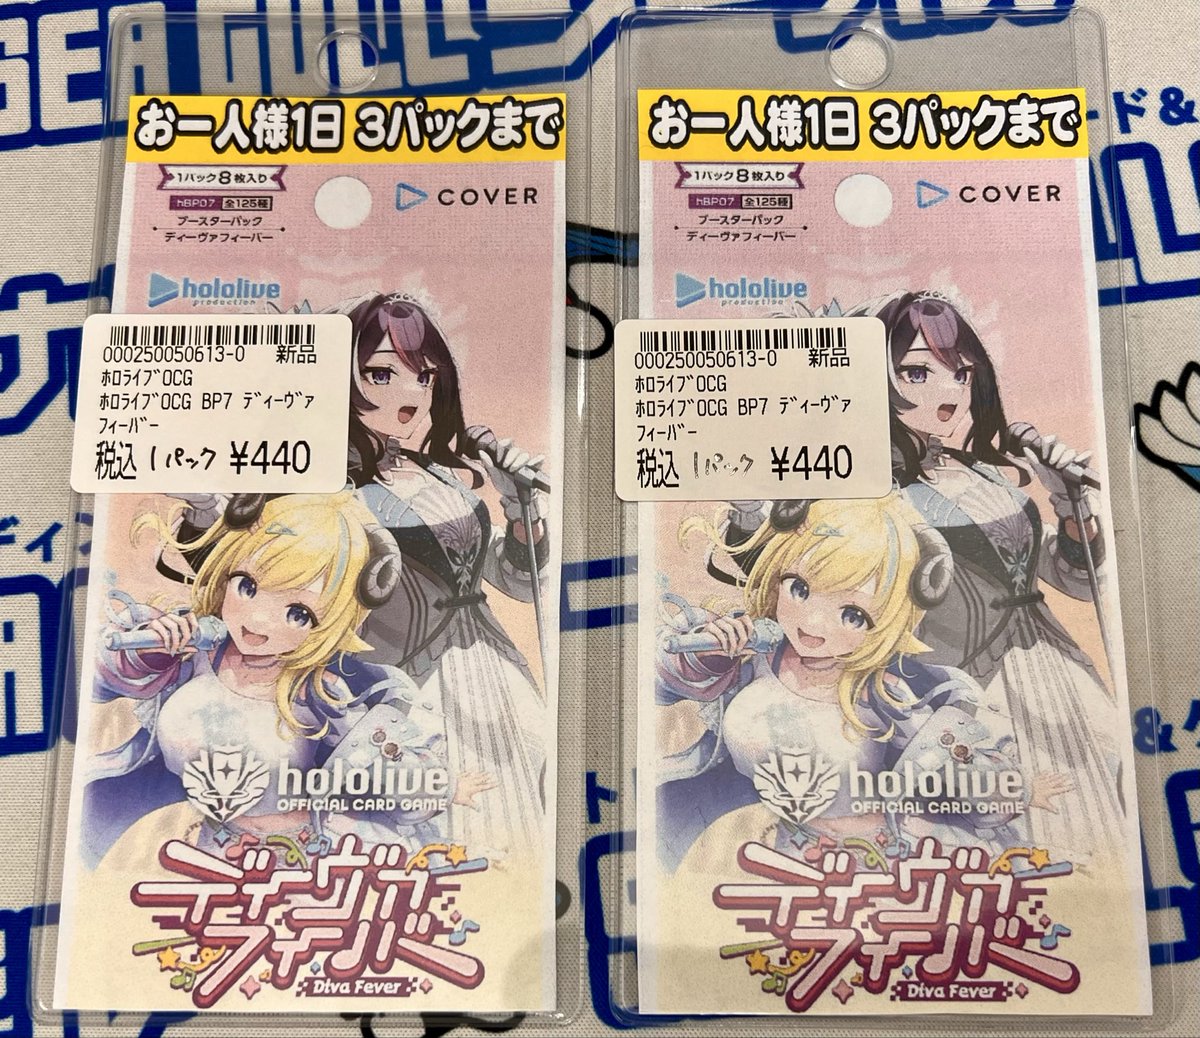 お一人様1日 3パックまで
1パック8枚入り
hBP07 全125種
ブースターパック
ディーヴァフィーバー
COVER
hololive
production
000250050613-0 新品
ﾎﾛﾗｲﾌﾞOCG
ﾎﾛﾗｲﾌﾞOCG BP7 ﾃﾞｨｰｳﾞｧ
ﾌｨｰﾊﾞｰ
税込 1パック ¥440
hololive
OFFICIAL CARD GAME
ディーヴァ
フィーバー
Diva Fever
お一人様1日 3パックまで
1パック8枚入り
hBP07 全125種
ブースターパック
ディーヴァフィーバー
COVER
hololive
production
000250050613-0 新品
ﾎﾛﾗｲﾌﾞOCG
ﾎﾛﾗｲﾌﾞOCG BP7 ﾃﾞｨｰｳﾞｧ
ﾌｨｰﾊﾞｰ
税込 1パック ¥440
hololive
OFFICIAL CARD GAME
ディーヴァ
フィーバー
Diva Fever
SEAGULL